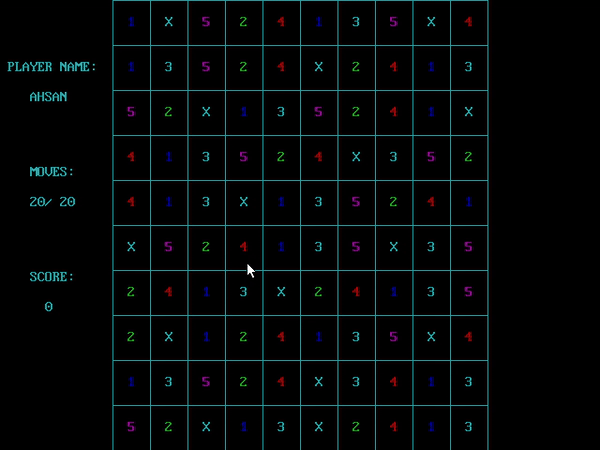 1 X 5 2 4 1 3 5 X 4
PLAYER NAME: 1 3 5 2 4 X 2 4 1 3
AHSAN
5 2 X 1 3 5 2 4 1 X
4 1 3 5 2 4 X 3 5 2
MOVES:
20/ 20 4 1 3 X 1 3 5 2 4 1
X 5 2 4 1 3 5 X 3 5
SCORE:
2 4 1 3 X 2 4 1 3 5
0
2 X 1 2 4 1 3 5 X 4
1 3 5 2 4 X 3 4 1 3
5 2 X 1 3 X 2 4 1 3